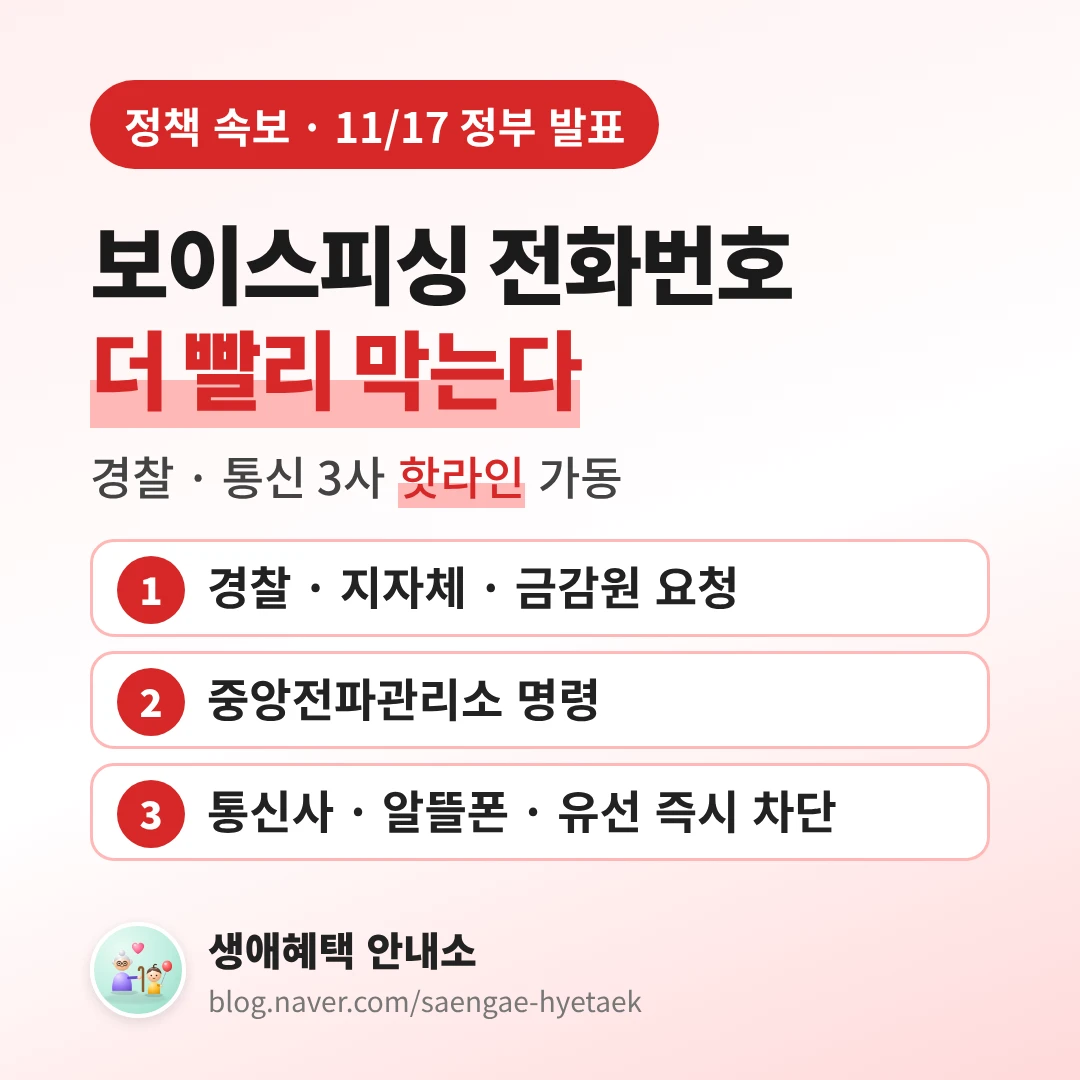 정책 속보 · 11/17 정부 발표
보이스피싱 전화번호
더 빨리 막는다
경찰 · 통신 3사 핫라인 가동
1 경찰 · 지자체 · 금감원 요청
2 중앙전파관리소 명령
3 통신사 · 알뜰폰 · 유선 즉시 차단
생애혜택 안내소
blog.naver.com/saengae-hyetaek